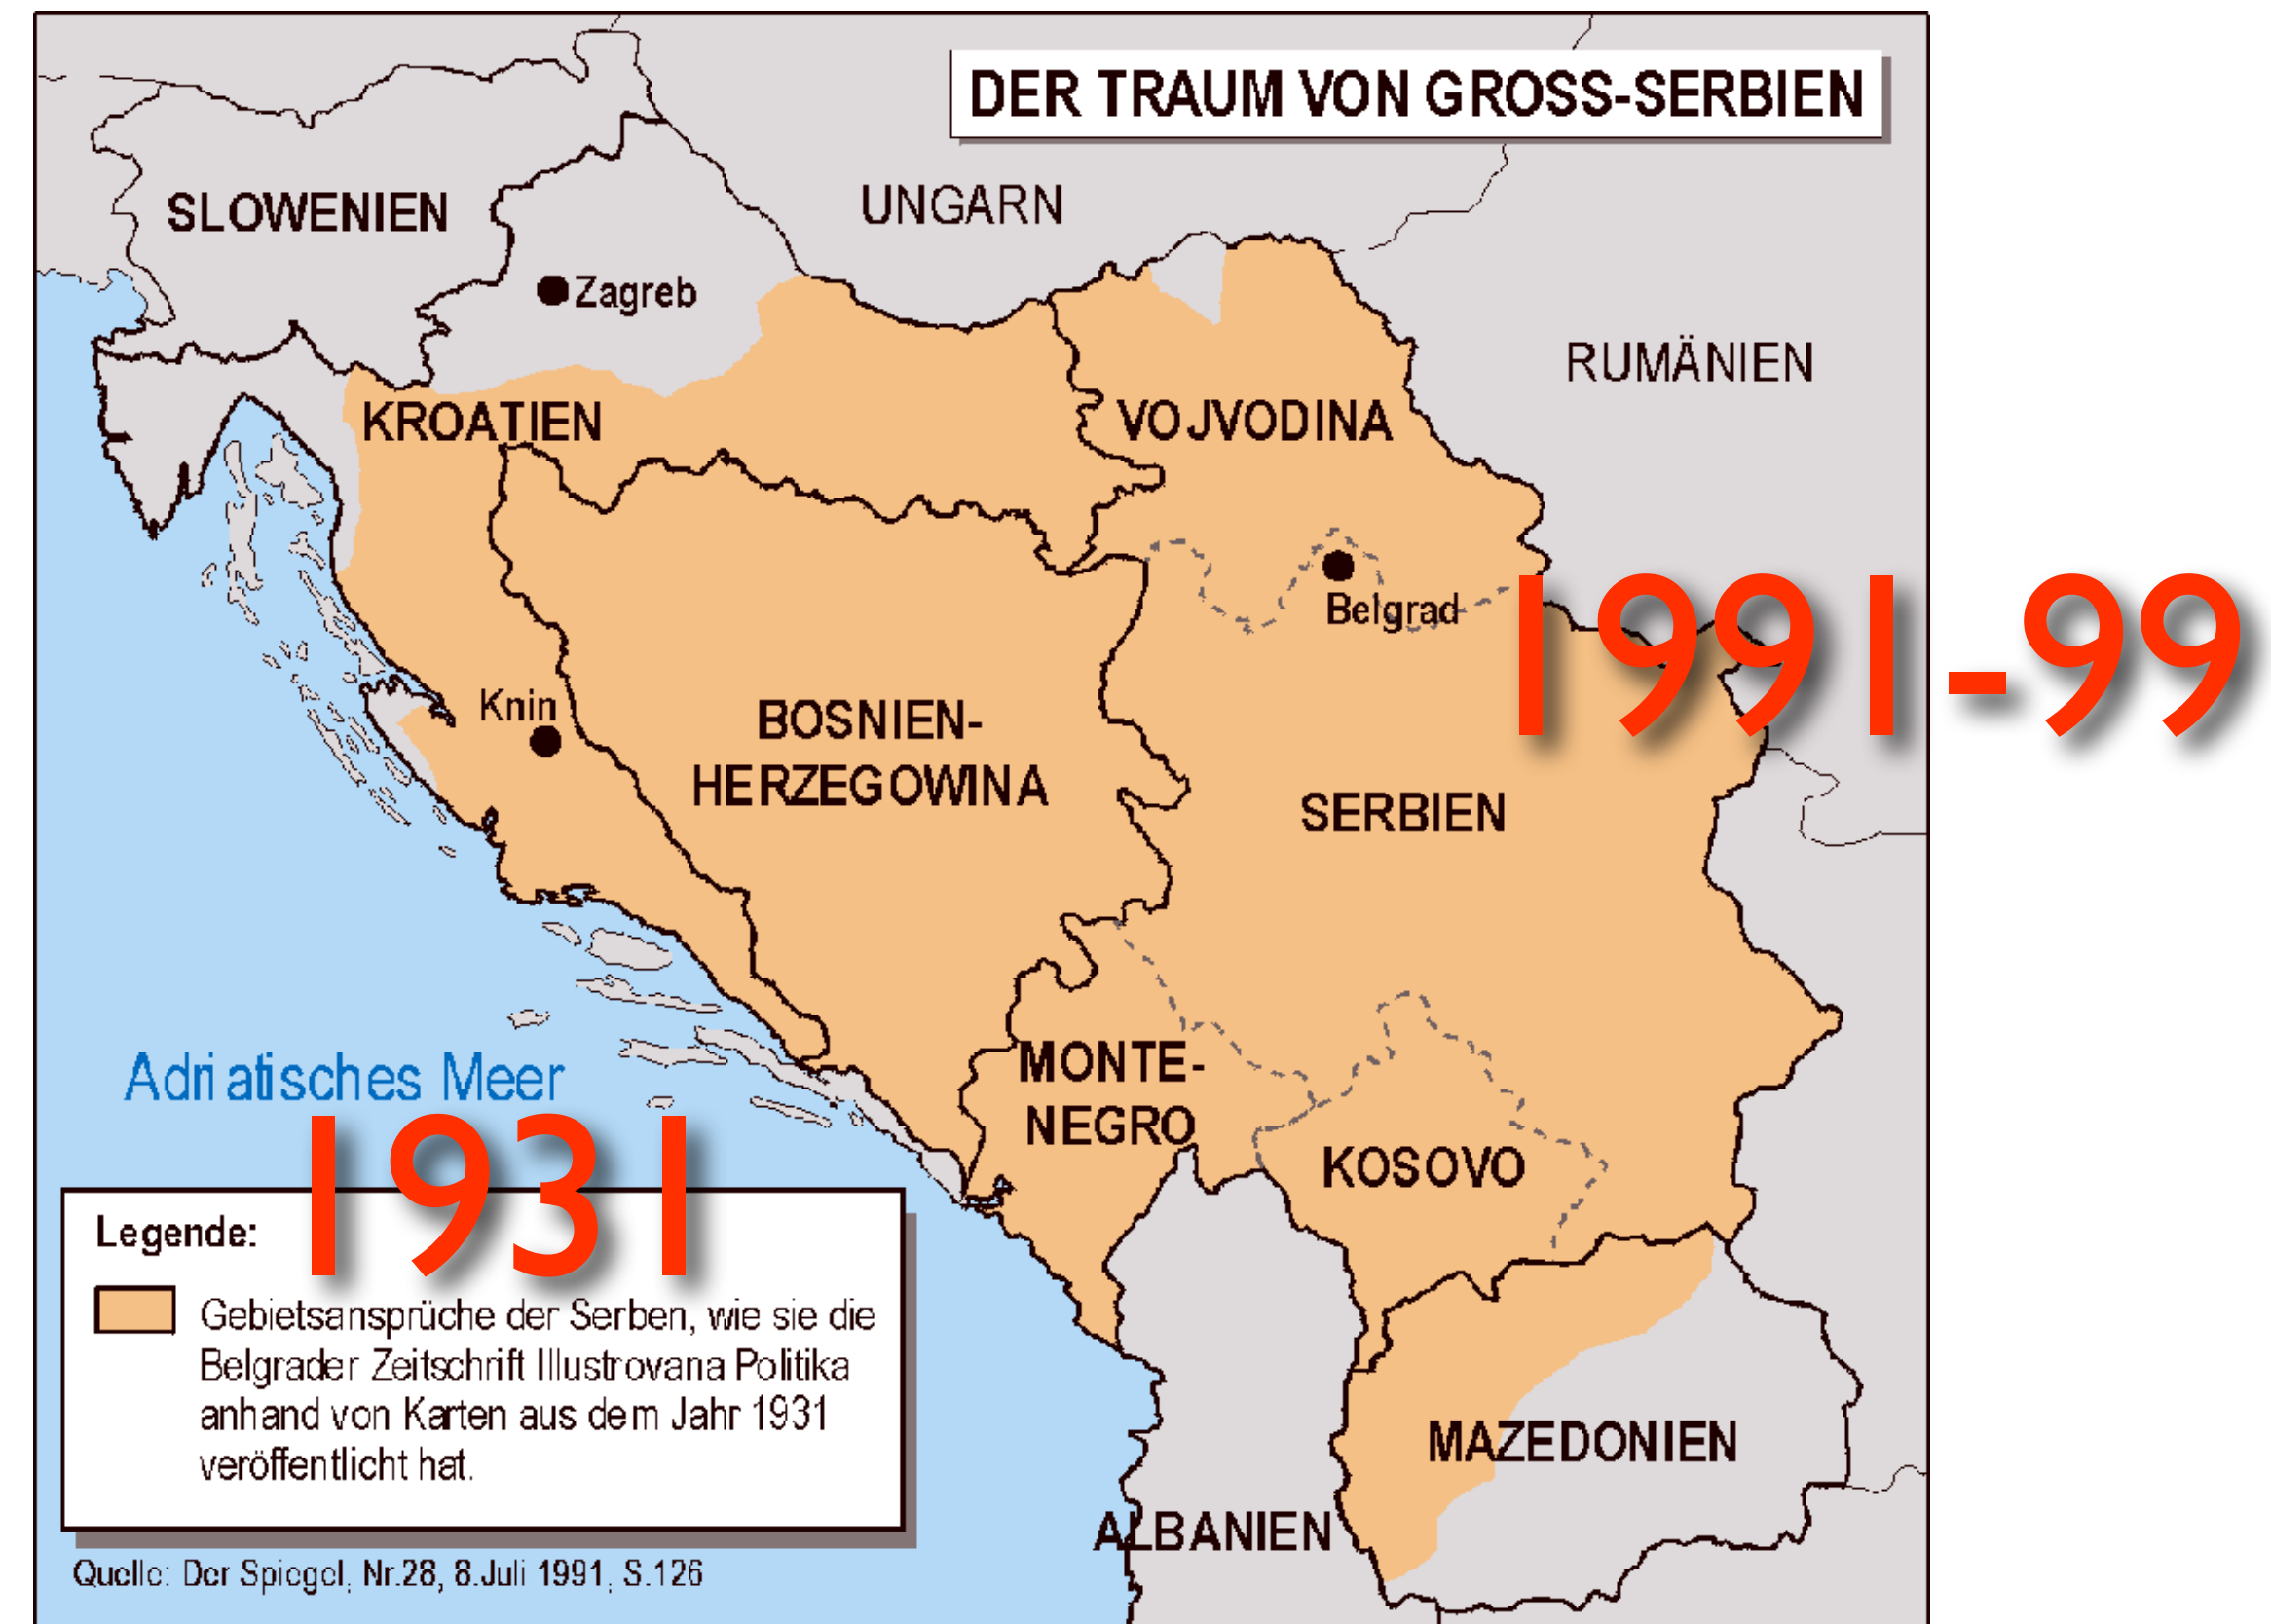 DER TRAUM VON GROSS-SERBIEN
SLOWENIEN
UNGARN
Zagreb
RUMÄNIEN
KROATIEN
VOJVODINA
Belgrad
1991-99
Knin
BOSNIEN-
HERZEGOWINA
SERBIEN
Adriatisches Meer
MONTE-
NEGRO
KOSOVO
1931
Legende:
Gebietsansprüche der Serben, wie sie die
Belgrader Zeitschrift Illustrovana Politika
anhand von Karten aus dem Jahr 1931
veröffentlicht hat.
MAZEDONIEN
ALBANIEN
Quelle: Der Spiegel, Nr.28, 8.Juli 1991, S.126